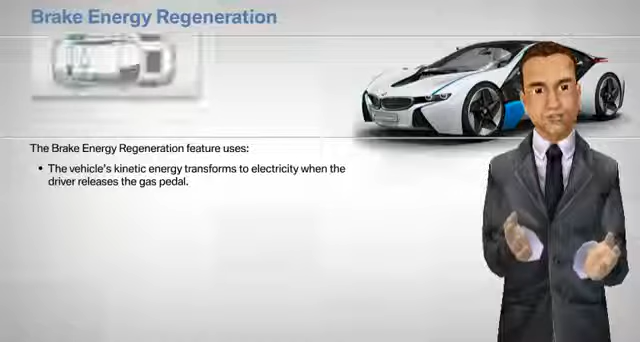 Brake Energy Regeneration
The Brake Energy Regeneration feature uses:
• The vehicle's kinetic energy transforms to electricity when the
driver releases the gas pedal.